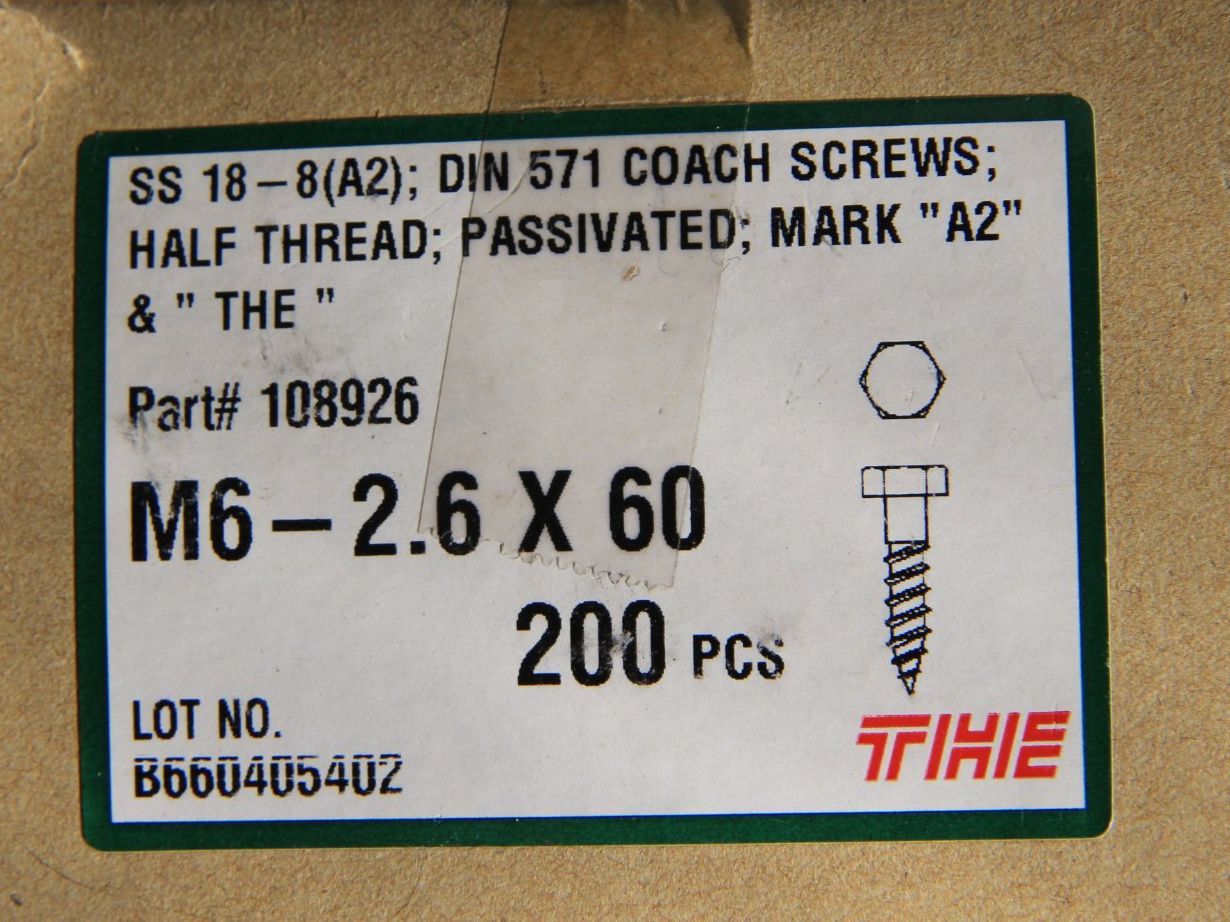 SS 18-8(A2); DIN 571 COACH SCREWS;
HALF THREAD; PASSIVATED; MARK "A2"
& " THE "
Part# 108926
M6-2.6 X 60
200 PCS
LOT NO.
B660405402
THE